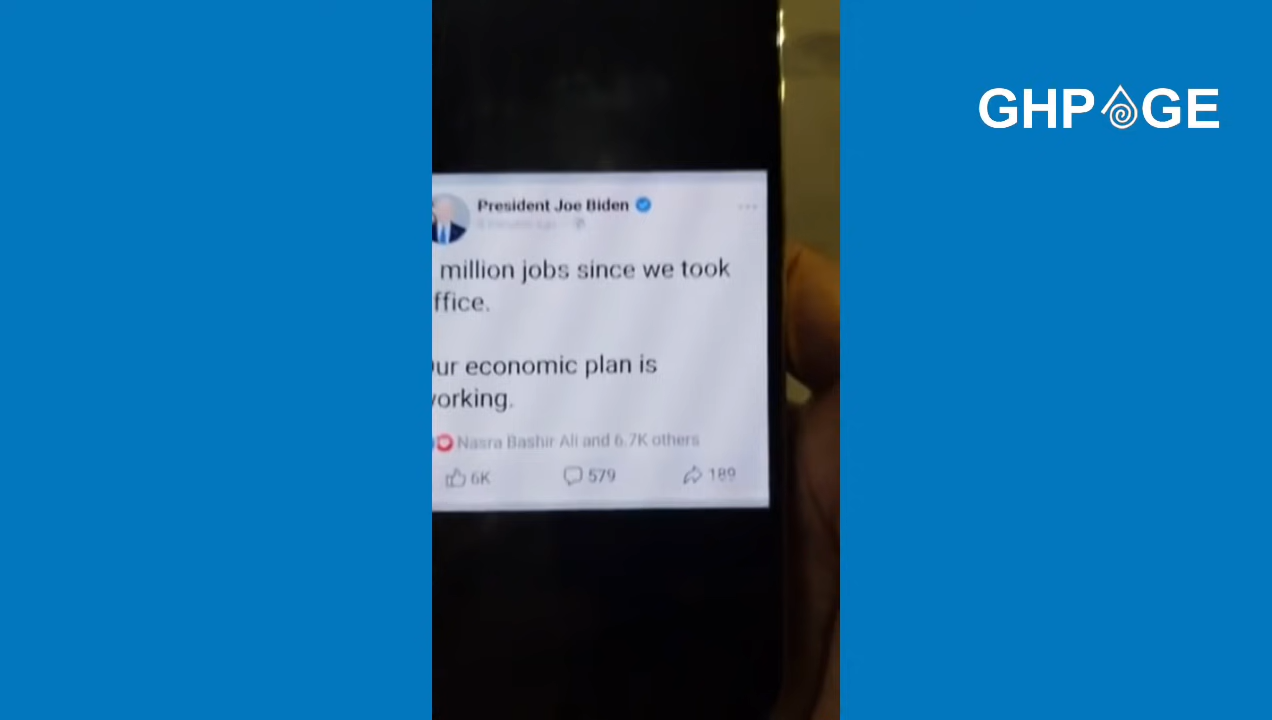 GHPAGE
President Joe Biden
million jobs since we took
ffice.
ur economic plan is
orking.
Nasra Bashir Ali and 6.7K others
6K 579 189